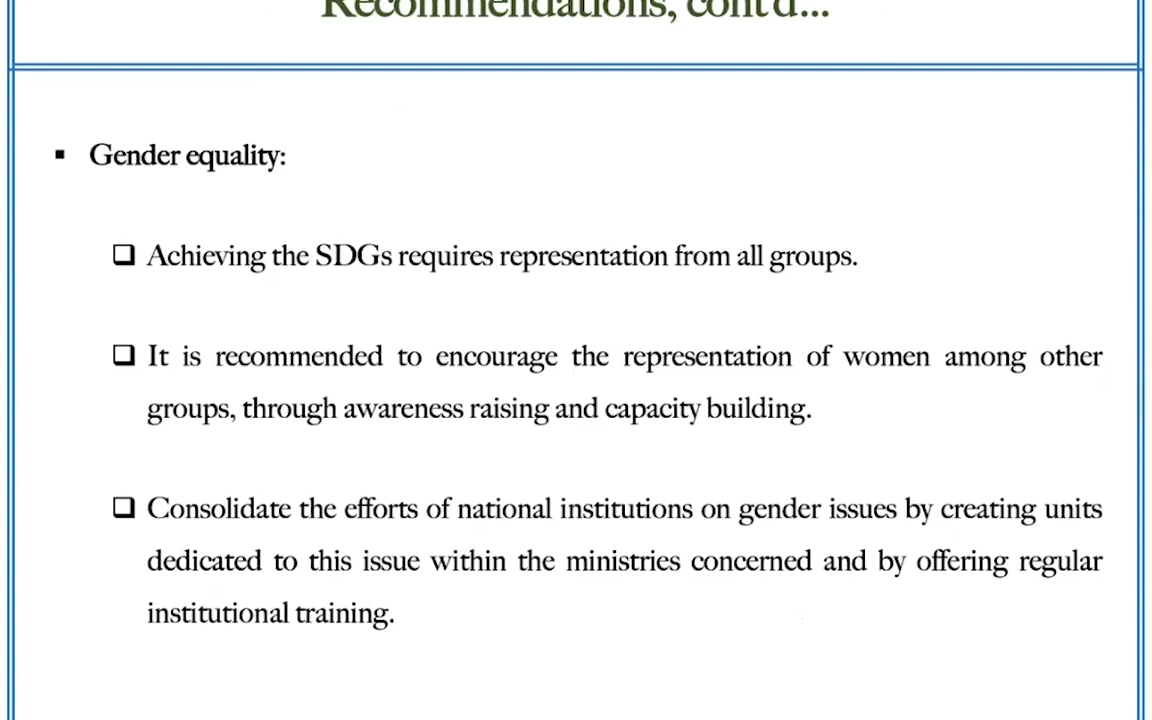 Recommendations, cont'd...
▪ Gender equality:
❑ Achieving the SDGs requires representation from all groups.
❑ It is recommended to encourage the representation of women among other
groups, through awareness raising and capacity building.
❑ Consolidate the efforts of national institutions on gender issues by creating units
dedicated to this issue within the ministries concerned and by offering regular
institutional training.